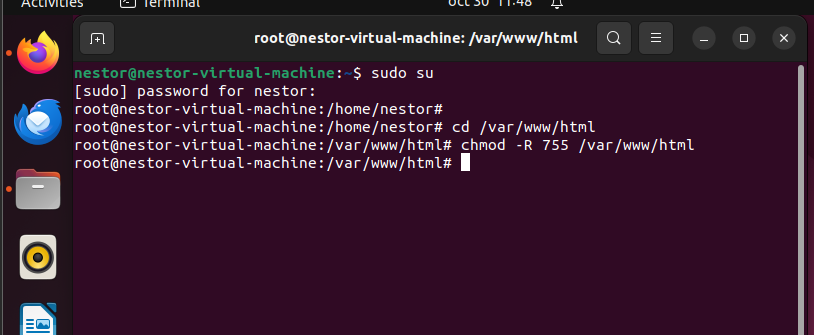 Activities
Terminal
oct 30 11:48
root@nestor-virtual-machine: /var/www/html
nestor@nestor-virtual-machine:~$ sudo su
[sudo] password for nestor:
root@nestor-virtual-machine:/home/nestor#
root@nestor-virtual-machine:/home/nestor# cd /var/www/html
root@nestor-virtual-machine:/var/www/html# chmod -R 755 /var/www/html
root@nestor-virtual-machine:/var/www/html#